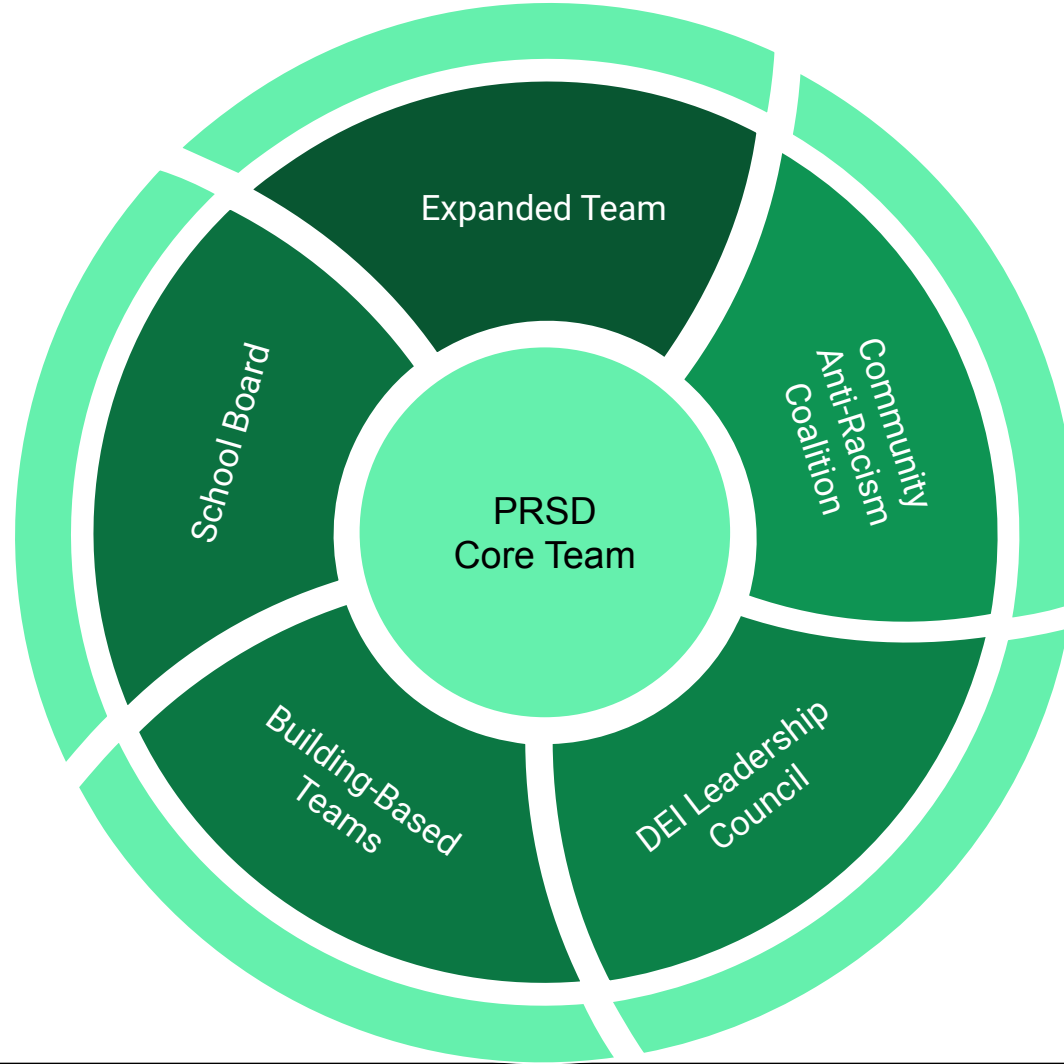 Expanded Team
Community
Anti-Racism
Coalition
DEI Leadership
Council
Building-Based
Teams
School Board
PRSD
Core Team